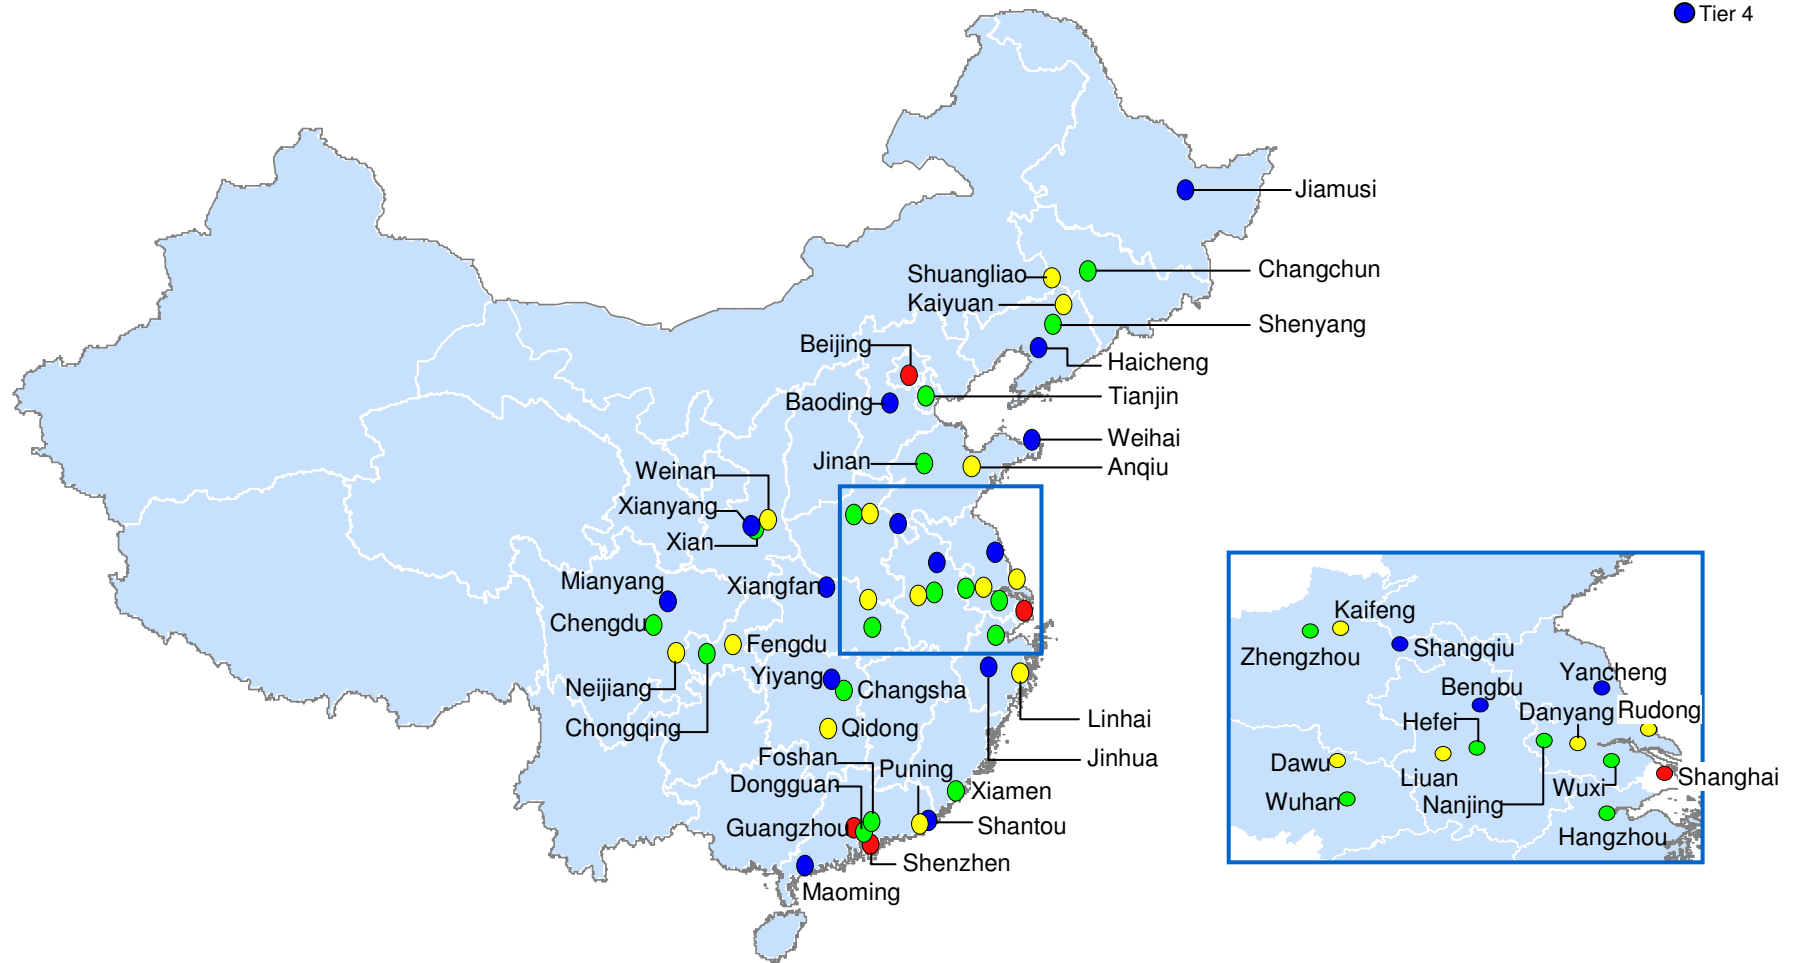 Tier 4
Jiamusi
Changchun
Shuangliao
Kaiyuan
Shenyang
Beijing
Haicheng
Baoding
Tianjin
Weihai
Jinan
Anqiu
Weinan
Xianyang
Xian
Mianyang
Xiangfan
Chengdu
Fengdu
Yiyang
Neijiang
Changsha
Chongqing
Qidong
Linhai
Foshan
Jinhua
Puning
Dongguan
Xiamen
Guangzhou
Shantou
Shenzhen
Maoming
Kaifeng
Shangqiu
Zhengzhou
Yancheng
Bengbu
Danyang
Rudong
Hefei
Dawu
Liuan
Shanghai
Wuxi
Wuhan
Nanjing
Hangzhou